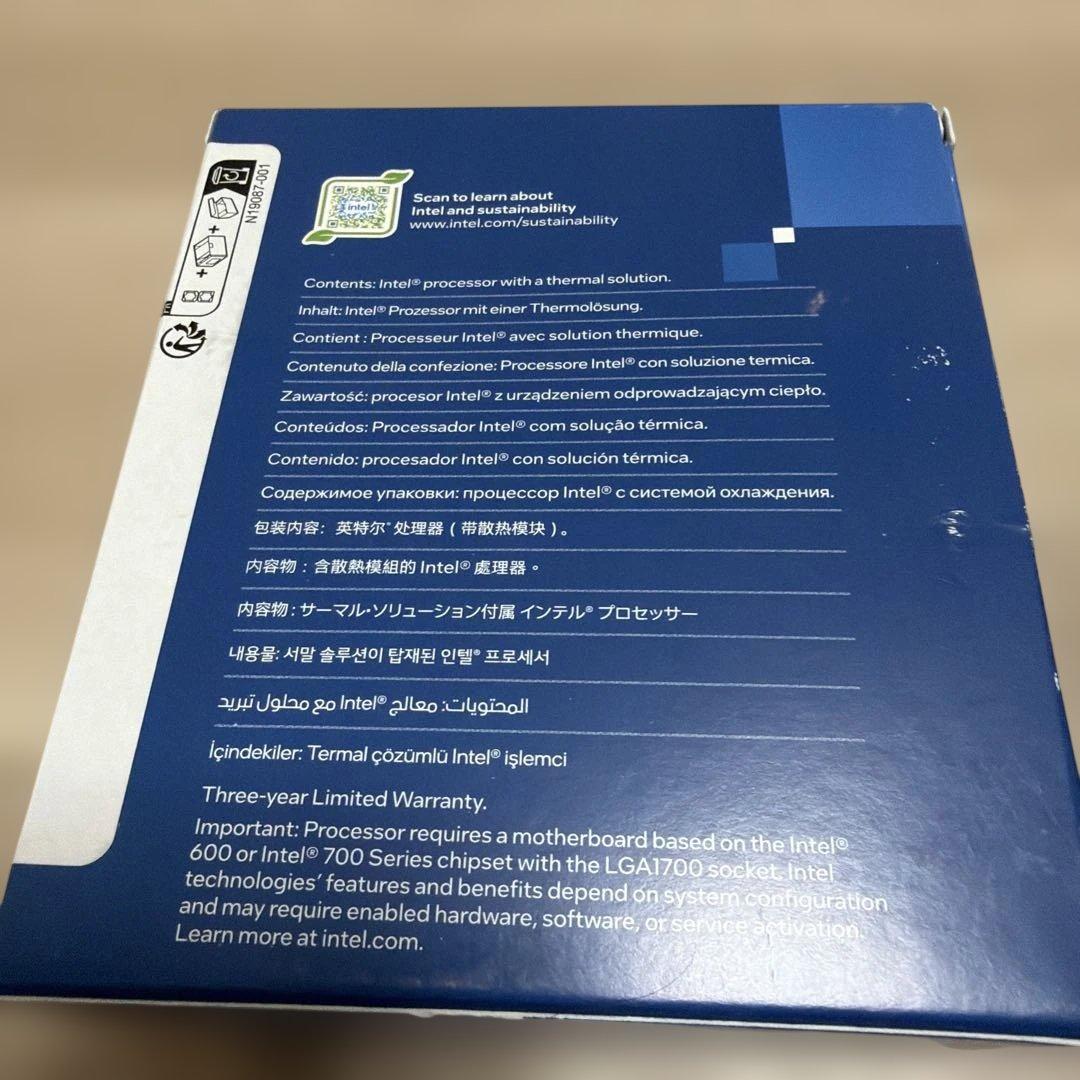 N19087-001
intel
Scan to learn about
Intel and sustainability
www.intel.com/sustainability
Contents: Intel® processor with a thermal solution.
Inhalt: Intel® Prozessor mit einer Thermolösung.
Contient : Processeur Intel® avec solution thermique.
Contenuto della confezione: Processore Intel® con soluzione termica.
Zawartość: procesor Intel® z urządzeniem odprowadzającym ciepło.
Conteúdos: Processador Intel® com solução térmica.
Contenido: procesador Intel® con solución térmica.
Содержимое упаковки: процессор Intel® с системой охлаждения.
包装内容：英特尔® 处理器（带散热模块）。
內容物：含散熱模組的 Intel® 處理器。
内容物 : サーマル・ソリューション付属 インテル® プロセッサー
내용물: 서말 솔루션이 탑재된 인텔® 프로세서
المحتويات: معالج Intel® مع محلول تبريد
İçindekiler: Termal çözümlü Intel® işlemci
Three-year Limited Warranty.
Important: Processor requires a motherboard based on the Intel®
600 or Intel® 700 Series chipset with the LGA1700 socket. Intel
technologies' features and benefits depend on system configuration
and may require enabled hardware, software, or service activation.
Learn more at intel.com.